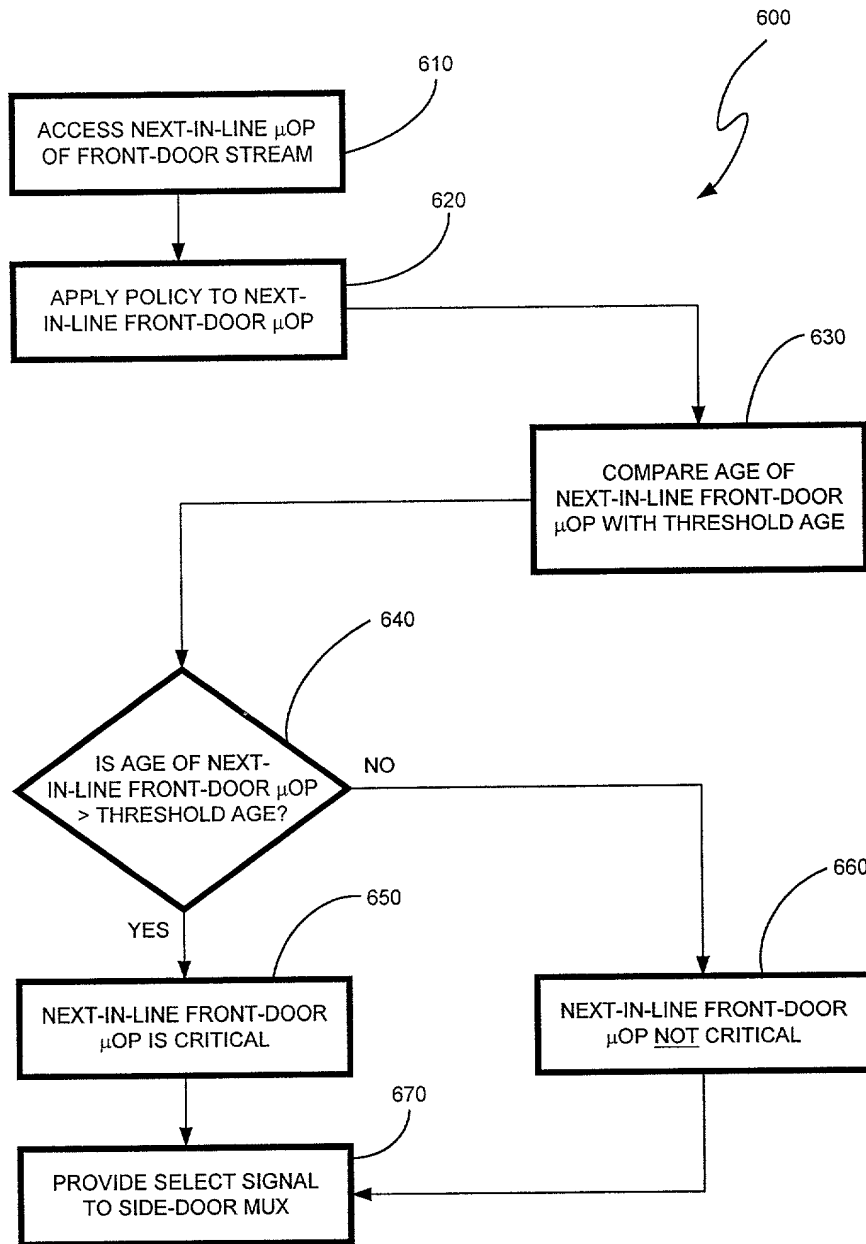 600
610
ACCESS NEXT-IN-LINE μOP
OF FRONT-DOOR STREAM
620
APPLY POLICY TO NEXT-
IN-LINE FRONT-DOOR μOP
630
COMPARE AGE OF
NEXT-IN-LINE FRONT-DOOR
μOP WITH THRESHOLD AGE
640
IS AGE OF NEXT-
IN-LINE FRONT-DOOR μOP
> THRESHOLD AGE?
NO
YES
650
NEXT-IN-LINE FRONT-DOOR
μOP IS CRITICAL
660
NEXT-IN-LINE FRONT-DOOR
μOP NOT CRITICAL
670
PROVIDE SELECT SIGNAL
TO SIDE-DOOR MUX